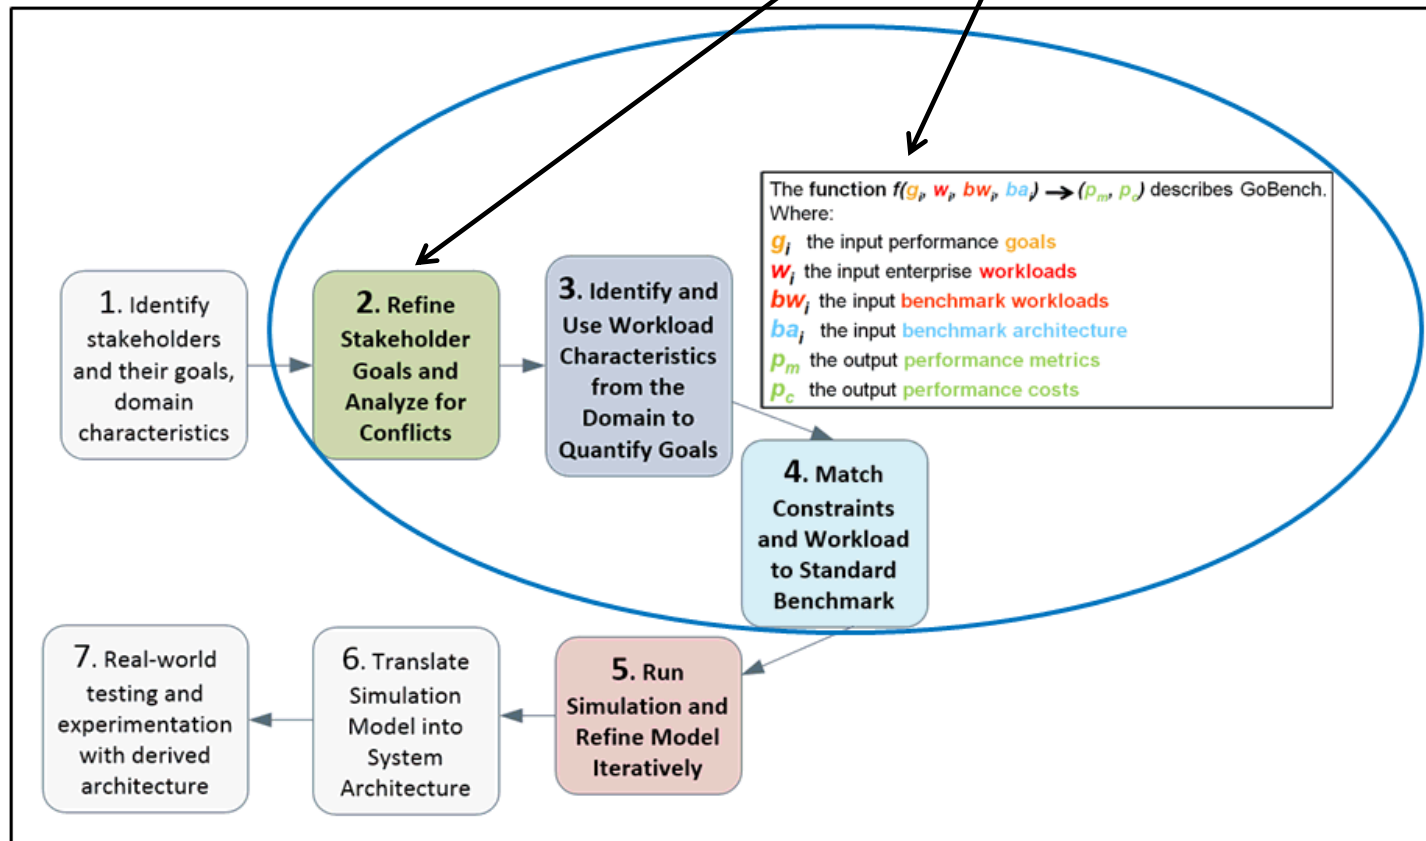 The function f(gi, wi, bwi, bai) → (pm, pc) describes GoBench.
Where:
gi the input performance goals
wi the input enterprise workloads
bwi the input benchmark workloads
bai the input benchmark architecture
pm the output performance metrics
pc the output performance costs
1. Identify
stakeholders
and their goals,
domain
characteristics
2. Refine
Stakeholder
Goals and
Analyze for
Conflicts
3. Identify and
Use Workload
Characteristics
from the
Domain to
Quantify Goals
4. Match
Constraints
and Workload
to Standard
Benchmark
5. Run
Simulation and
Refine Model
Iteratively
6. Translate
Simulation
Model into
System
Architecture
7. Real-world
testing and
experimentation
with derived
architecture